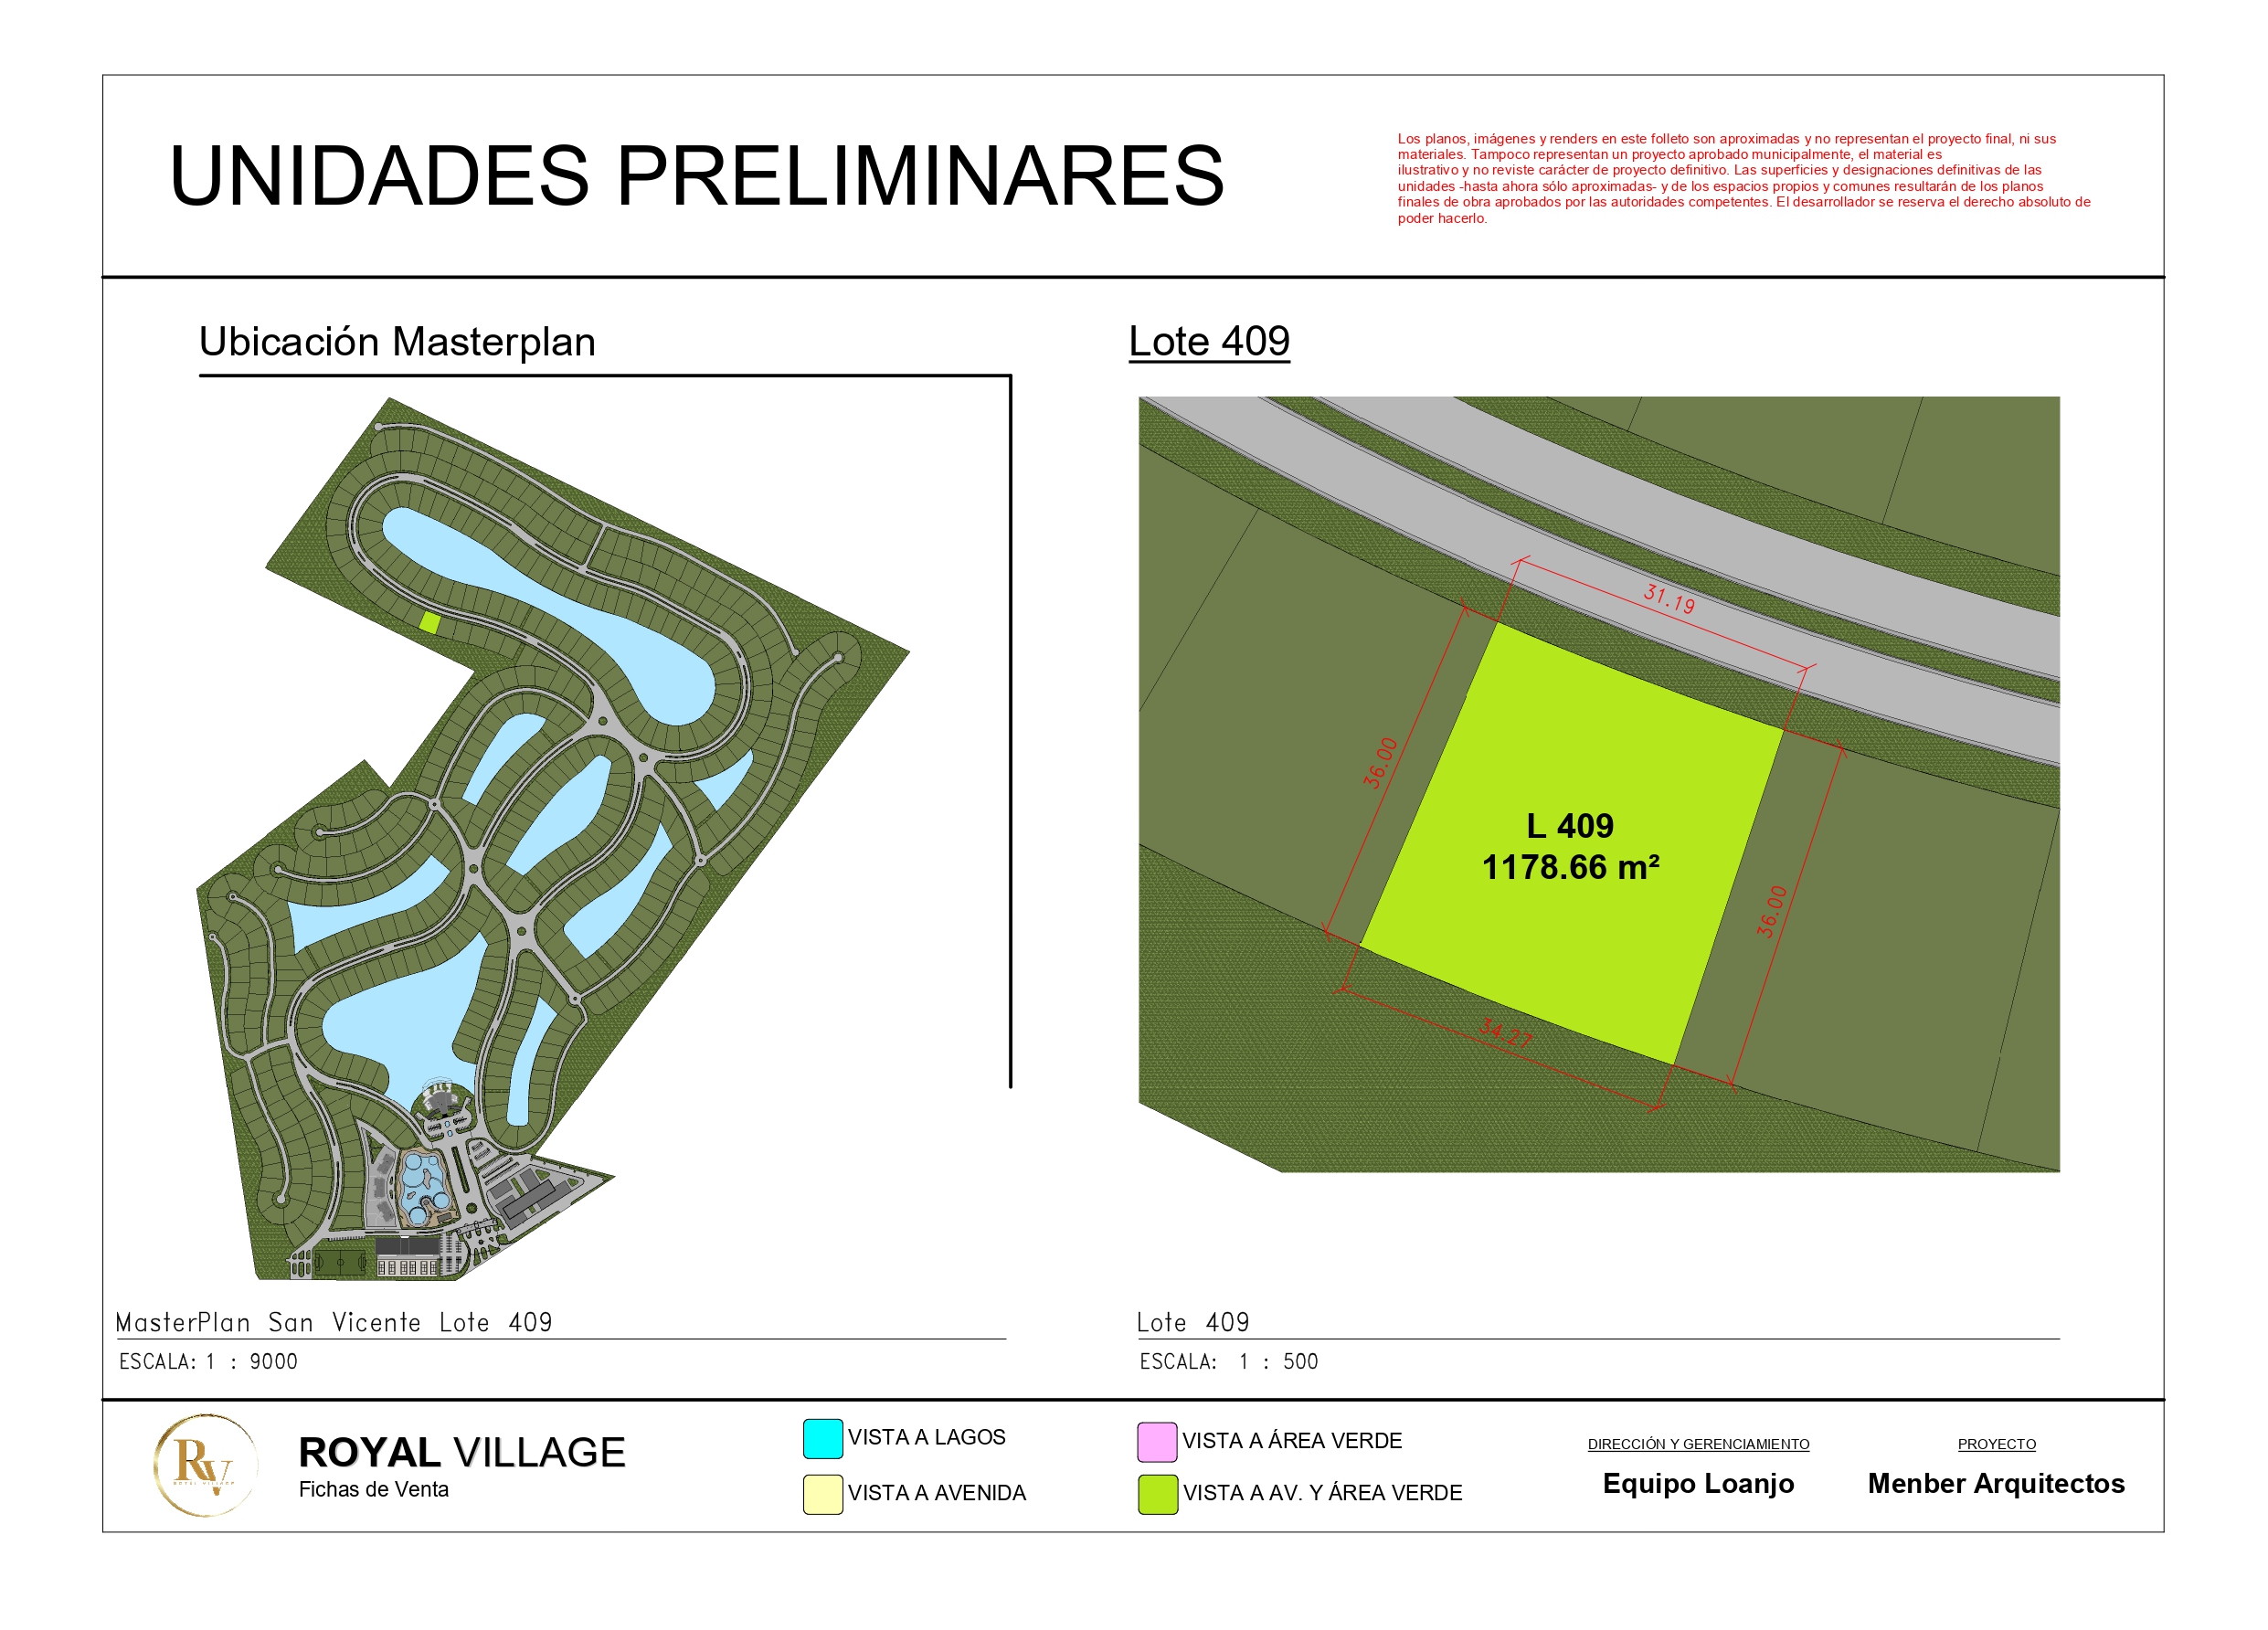 UNIDADES PRELIMINARES
Los planos, imágenes y renders en este folleto son aproximadas y no representan el proyecto final, ni sus
materiales. Tampoco representan un proyecto aprobado municipalmente, el material es
ilustrativo y no reviste carácter de proyecto definitivo. Las superficies y designaciones definitivas de las
unidades -hasta ahora sólo aproximadas- y de los espacios propios y comunes resultarán de los planos
finales de obra aprobados por las autoridades competentes. El desarrollador se reserva el derecho absoluto de
poder hacerlo.
Ubicación Masterplan
Lote 409
31.19
36.00
L 409
1178.66 m²
36.00
34.27
MasterPlan San Vicente Lote 409
ESCALA: 1 : 9000
Lote 409
ESCALA: 1 : 500
RV
ROYAL VILLAGE
ROYAL VILLAGE
Fichas de Venta
VISTA A LAGOS
VISTA A AVENIDA
VISTA A ÁREA VERDE
VISTA A AV. Y ÁREA VERDE
DIRECCIÓN Y GERENCIAMIENTO
Equipo Loanjo
PROYECTO
Menber Arquitectos